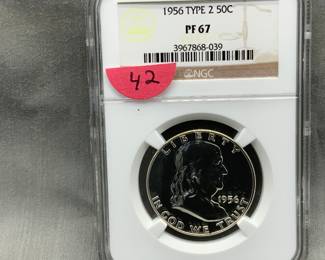 1956 TYPE 2 50C
PF 67
3967868-039
NGC
42
LIBERTY
1956
IN GOD WE TRUST